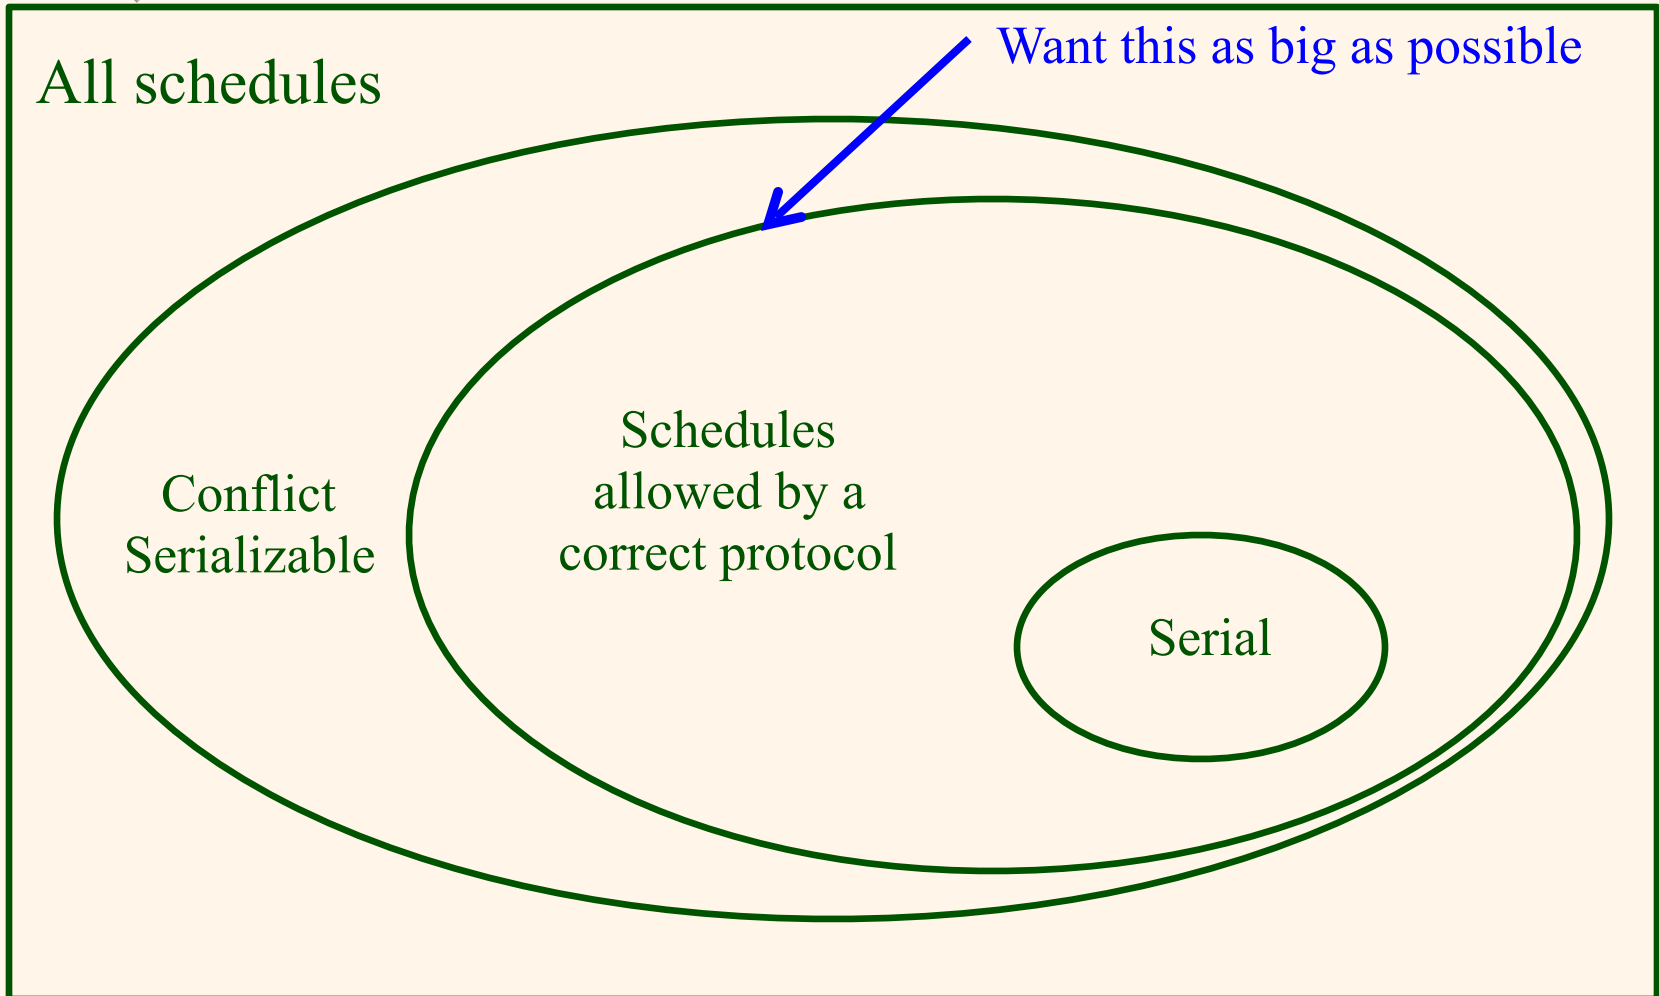 Want this as big as possible
All schedules
Schedules
allowed by a
correct protocol
Conflict
Serializable
Serial